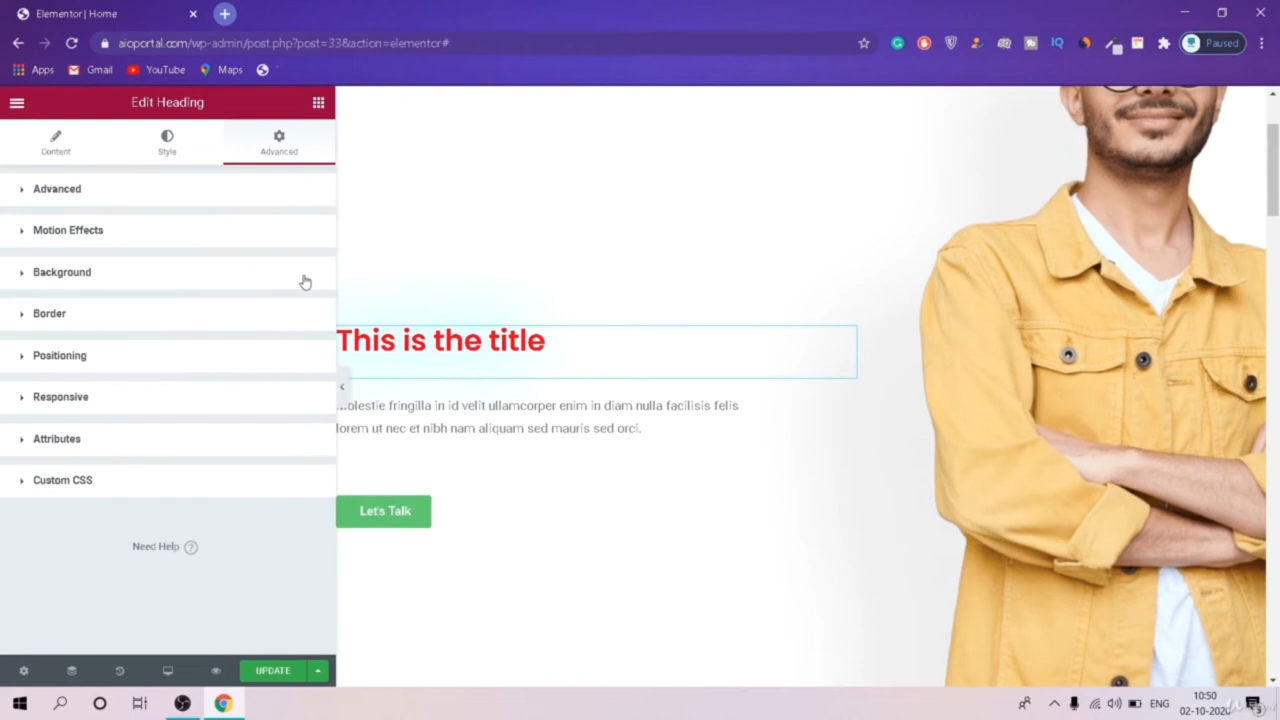 Elementor | Home
aioportal.com/wp-admin/post.php?post=33&action=elementor#
Paused
Apps Gmail YouTube Maps
Edit Heading
Content Style Advanced
Advanced
Motion Effects
Background
Border
Positioning
Responsive
Attributes
Custom CSS
Need Help ?
UPDATE
This is the title
molestie fringilla in id velit ullamcorper enim in diam nulla facilisis felis
lorem ut nec et nibh nam aliquam sed mauris sed orci.
Let's Talk
ENG
10:50
02-10-2020